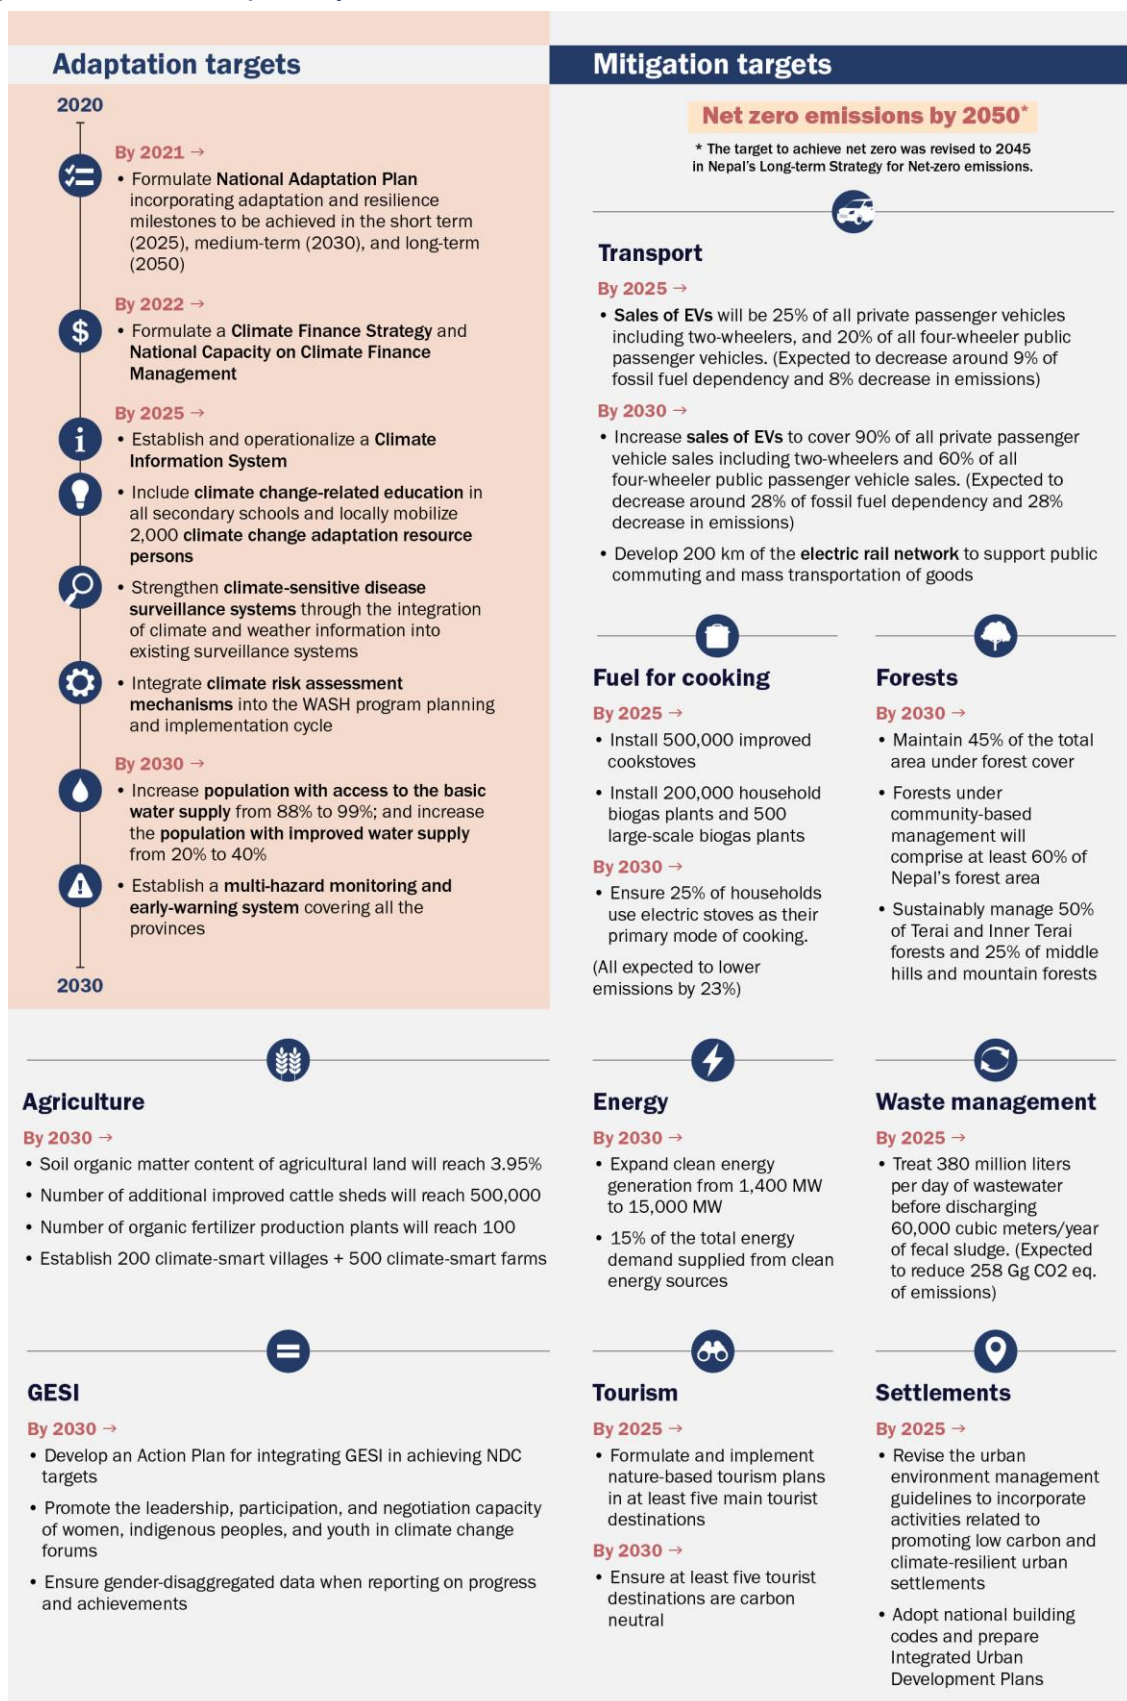 Adaptation targets
2020
By 2021 →
• Formulate National Adaptation Plan
incorporating adaptation and resilience
milestones to be achieved in the short term
(2025), medium-term (2030), and long-term
(2050)
By 2022 →
• Formulate a Climate Finance Strategy and
National Capacity on Climate Finance
Management
By 2025 →
• Establish and operationalize a Climate
Information System
• Include climate change-related education in
all secondary schools and locally mobilize
2,000 climate change adaptation resource
persons
• Strengthen climate-sensitive disease
surveillance systems through the integration
of climate and weather information into
existing surveillance systems
• Integrate climate risk assessment
mechanisms into the WASH program planning
and implementation cycle
By 2030 →
• Increase population with access to the basic
water supply from 88% to 99%; and increase
the population with improved water supply
from 20% to 40%
• Establish a multi-hazard monitoring and
early-warning system covering all the
provinces
2030
Mitigation targets
Net zero emissions by 2050*
* The target to achieve net zero was revised to 2045
in Nepal's Long-term Strategy for Net-zero emissions.
Transport
By 2025 →
• Sales of EVs will be 25% of all private passenger vehicles
including two-wheelers, and 20% of all four-wheeler public
passenger vehicles. (Expected to decrease around 9% of
fossil fuel dependency and 8% decrease in emissions)
By 2030 →
• Increase sales of EVs to cover 90% of all private passenger
vehicle sales including two-wheelers and 60% of all
four-wheeler public passenger vehicle sales. (Expected to
decrease around 28% of fossil fuel dependency and 28%
decrease in emissions)
• Develop 200 km of the electric rail network to support public
commuting and mass transportation of goods
Fuel for cooking
By 2025 →
• Install 500,000 improved
cookstoves
• Install 200,000 household
biogas plants and 500
large-scale biogas plants
By 2030 →
• Ensure 25% of households
use electric stoves as their
primary mode of cooking.
(All expected to lower
emissions by 23%)
Forests
By 2030 →
• Maintain 45% of the total
area under forest cover
• Forests under
community-based
management will
comprise at least 60% of
Nepal's forest area
• Sustainably manage 50%
of Terai and Inner Terai
forests and 25% of middle
hills and mountain forests
Agriculture
By 2030 →
• Soil organic matter content of agricultural land will reach 3.95%
• Number of additional improved cattle sheds will reach 500,000
• Number of organic fertilizer production plants will reach 100
• Establish 200 climate-smart villages + 500 climate-smart farms
Energy
By 2030 →
• Expand clean energy
generation from 1,400 MW
to 15,000 MW
• 15% of the total energy
demand supplied from clean
energy sources
Waste management
By 2025 →
• Treat 380 million liters
per day of wastewater
before discharging
60,000 cubic meters/year
of fecal sludge. (Expected
to reduce 258 Gg CO2 eq.
of emissions)
GESI
By 2030 →
• Develop an Action Plan for integrating GESI in achieving NDC
targets
• Promote the leadership, participation, and negotiation capacity
of women, indigenous peoples, and youth in climate change
forums
• Ensure gender-disaggregated data when reporting on progress
and achievements
Tourism
By 2025 →
• Formulate and implement
nature-based tourism plans
in at least five main tourist
destinations
By 2030 →
• Ensure at least five tourist
destinations are carbon
neutral
Settlements
By 2025 →
• Revise the urban
environment management
guidelines to incorporate
activities related to
promoting low carbon and
climate-resilient urban
settlements
• Adopt national building
codes and prepare
Integrated Urban
Development Plans